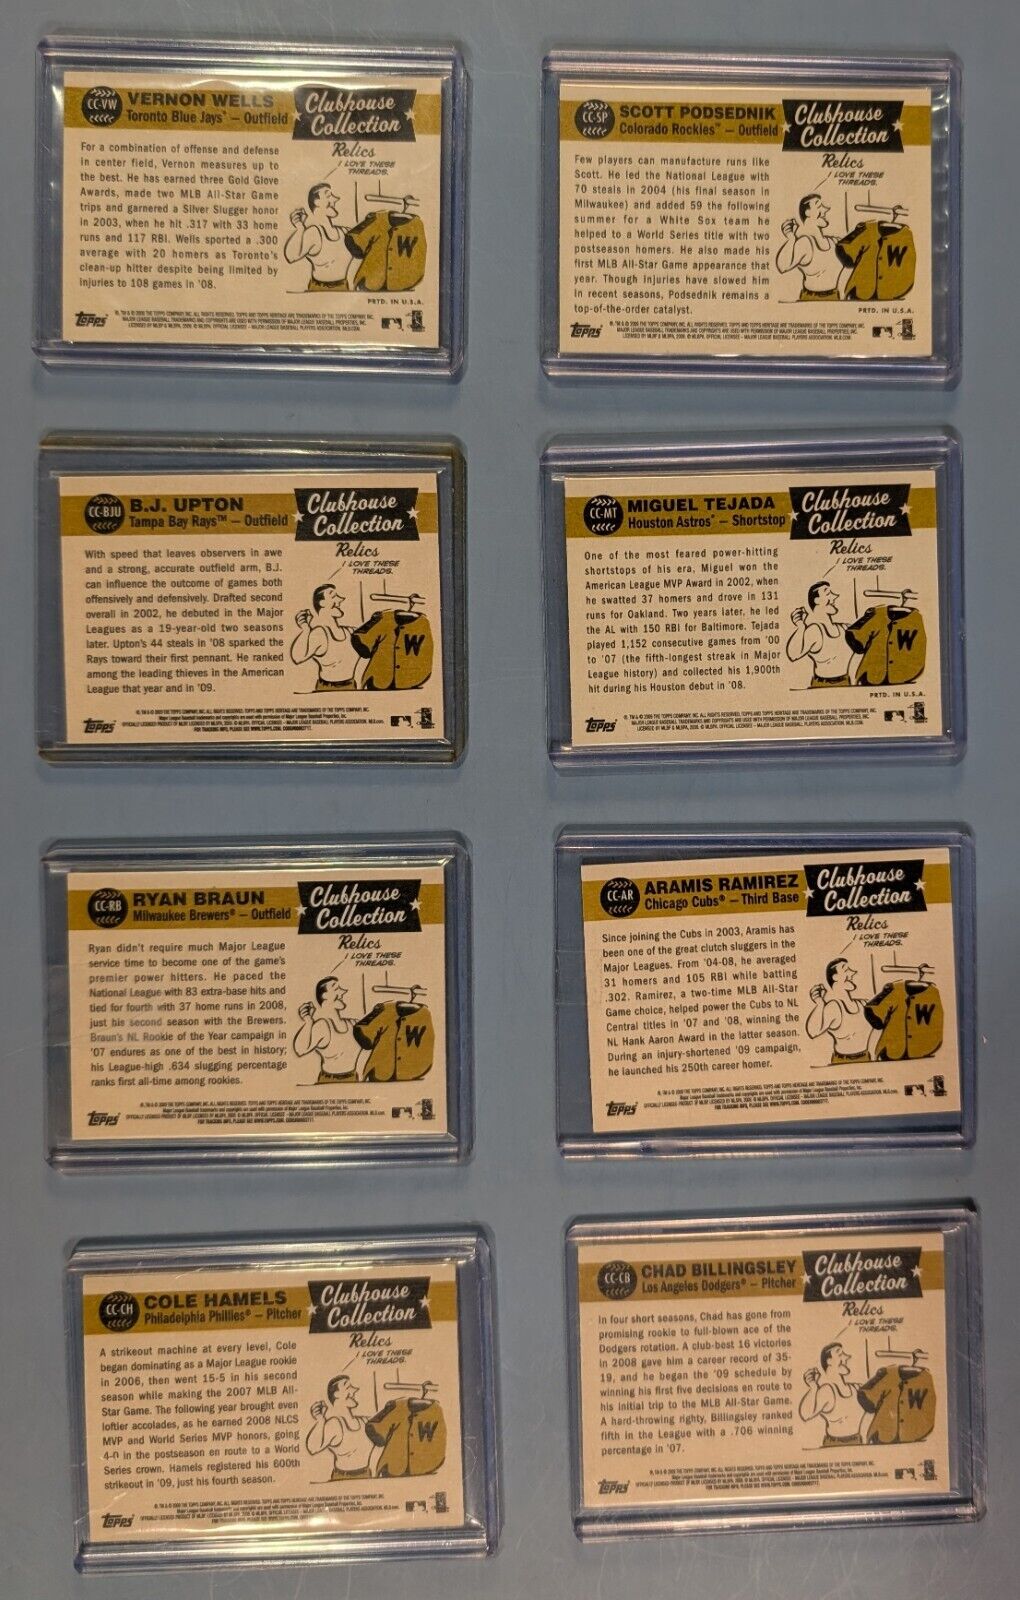 CC-VW
VERNON WELLS
Toronto Blue Jays® — Outfield
Clubhouse
Collection
Relics
I LOVE THESE
THREADS.
For a combination of offense and defense
in center field, Vernon measures up to
the best. He has earned three Gold Glove
Awards, made two MLB All-Star Game
trips and garnered a Silver Slugger honor
in 2003, when he hit .317 with 33 home
runs and 117 RBI. Wells sported a .300
average with 20 homers as Toronto's
clean-up hitter despite being limited by
injuries to 108 games in '08.
W
PRTD. IN U.S.A.
Topps
CC-SP
SCOTT PODSEDNIK
Colorado Rockies™ — Outfield
Clubhouse
Collection
Relics
I LOVE THESE
THREADS.
Few players can manufacture runs like
Scott. He led the National League with
70 steals in 2004 (his final season in
Milwaukee) and added 59 the following
summer for a White Sox team he
helped to a World Series title with two
postseason homers. He also made his
first MLB All-Star Game appearance that
year. Though injuries have slowed him
in recent seasons, Podsednik remains a
top-of-the-order catalyst.
W
PRTD. IN U.S.A.
Topps
CC-BJU
B.J. UPTON
Tampa Bay Rays™ — Outfield
Clubhouse
Collection
Relics
I LOVE THESE
THREADS.
With speed that leaves observers in awe
and a strong, accurate outfield arm, B.J.
can influence the outcome of games both
offensively and defensively. Drafted second
overall in 2002, he debuted in the Major
Leagues as a 19-year-old two seasons
later. Upton's 44 steals in '08 sparked the
Rays toward their first pennant. He ranked
among the leading thieves in the American
League that year and in '09.
W
Topps
CC-MT
MIGUEL TEJADA
Houston Astros® — Shortstop
Clubhouse
Collection
Relics
I LOVE THESE
THREADS.
One of the most feared power-hitting
shortstops of his era, Miguel won the
American League MVP Award in 2002, when
he swatted 37 homers and drove in 131
runs for Oakland. Two years later, he led
the AL with 150 RBI for Baltimore. Tejada
played 1,152 consecutive games from '00
to '07 (the fifth-longest streak in Major
League history) and collected his 1,900th
hit during his Houston debut in '08.
W
PRTD. IN U.S.A.
Topps
CC-RB
RYAN BRAUN
Milwaukee Brewers® — Outfield
Clubhouse
Collection
Relics
I LOVE THESE
THREADS.
Ryan didn't require much Major League
service time to become one of the game's
premier power hitters. He paced the
National League with 83 extra-base hits and
tied for fourth with 37 home runs in 2008,
just his second season with the Brewers.
Braun's NL Rookie of the Year campaign in
'07 endures as one of the best in history;
his League-high .634 slugging percentage
ranks first all-time among rookies.
W
Topps
CC-AR
ARAMIS RAMIREZ
Chicago Cubs® — Third Base
Clubhouse
Collection
Relics
I LOVE THESE
THREADS.
Since joining the Cubs in 2003, Aramis has
been one of the great clutch sluggers in the
Major Leagues. From '04-08, he averaged
31 homers and 105 RBI while batting
.302. Ramirez, a two-time MLB All-Star
Game choice, helped power the Cubs to NL
Central titles in '07 and '08, winning the
NL Hank Aaron Award in the latter season.
During an injury-shortened '09 campaign,
he launched his 250th career homer.
W
Topps
CC-CH
COLE HAMELS
Philadelphia Phillies® — Pitcher
Clubhouse
Collection
Relics
I LOVE THESE
THREADS.
A strikeout machine at every level, Cole
began dominating as a Major League rookie
in 2006, then went 15-5 in his second
season while making the 2007 MLB All-
Star Game. The following year brought even
loftier accolades, as he earned 2008 NLCS
MVP and World Series MVP honors, going
4-0 in the postseason en route to a World
Series crown. Hamels registered his 600th
strikeout in '09, just his fourth season.
W
Topps
CC-CB
CHAD BILLINGSLEY
Los Angeles Dodgers® — Pitcher
Clubhouse
Collection
Relics
I LOVE THESE
THREADS.
In four short seasons, Chad has gone from
promising rookie to full-blown ace of the
Dodgers rotation. A club-best 16 victories
in 2008 gave him a career record of 35-
19, and he began the '09 schedule by
winning his first five decisions en route to
his initial trip to the MLB All-Star Game.
A hard-throwing righty, Billingsley ranked
fifth in the League with a .706 winning
percentage in '07.
W
Topps